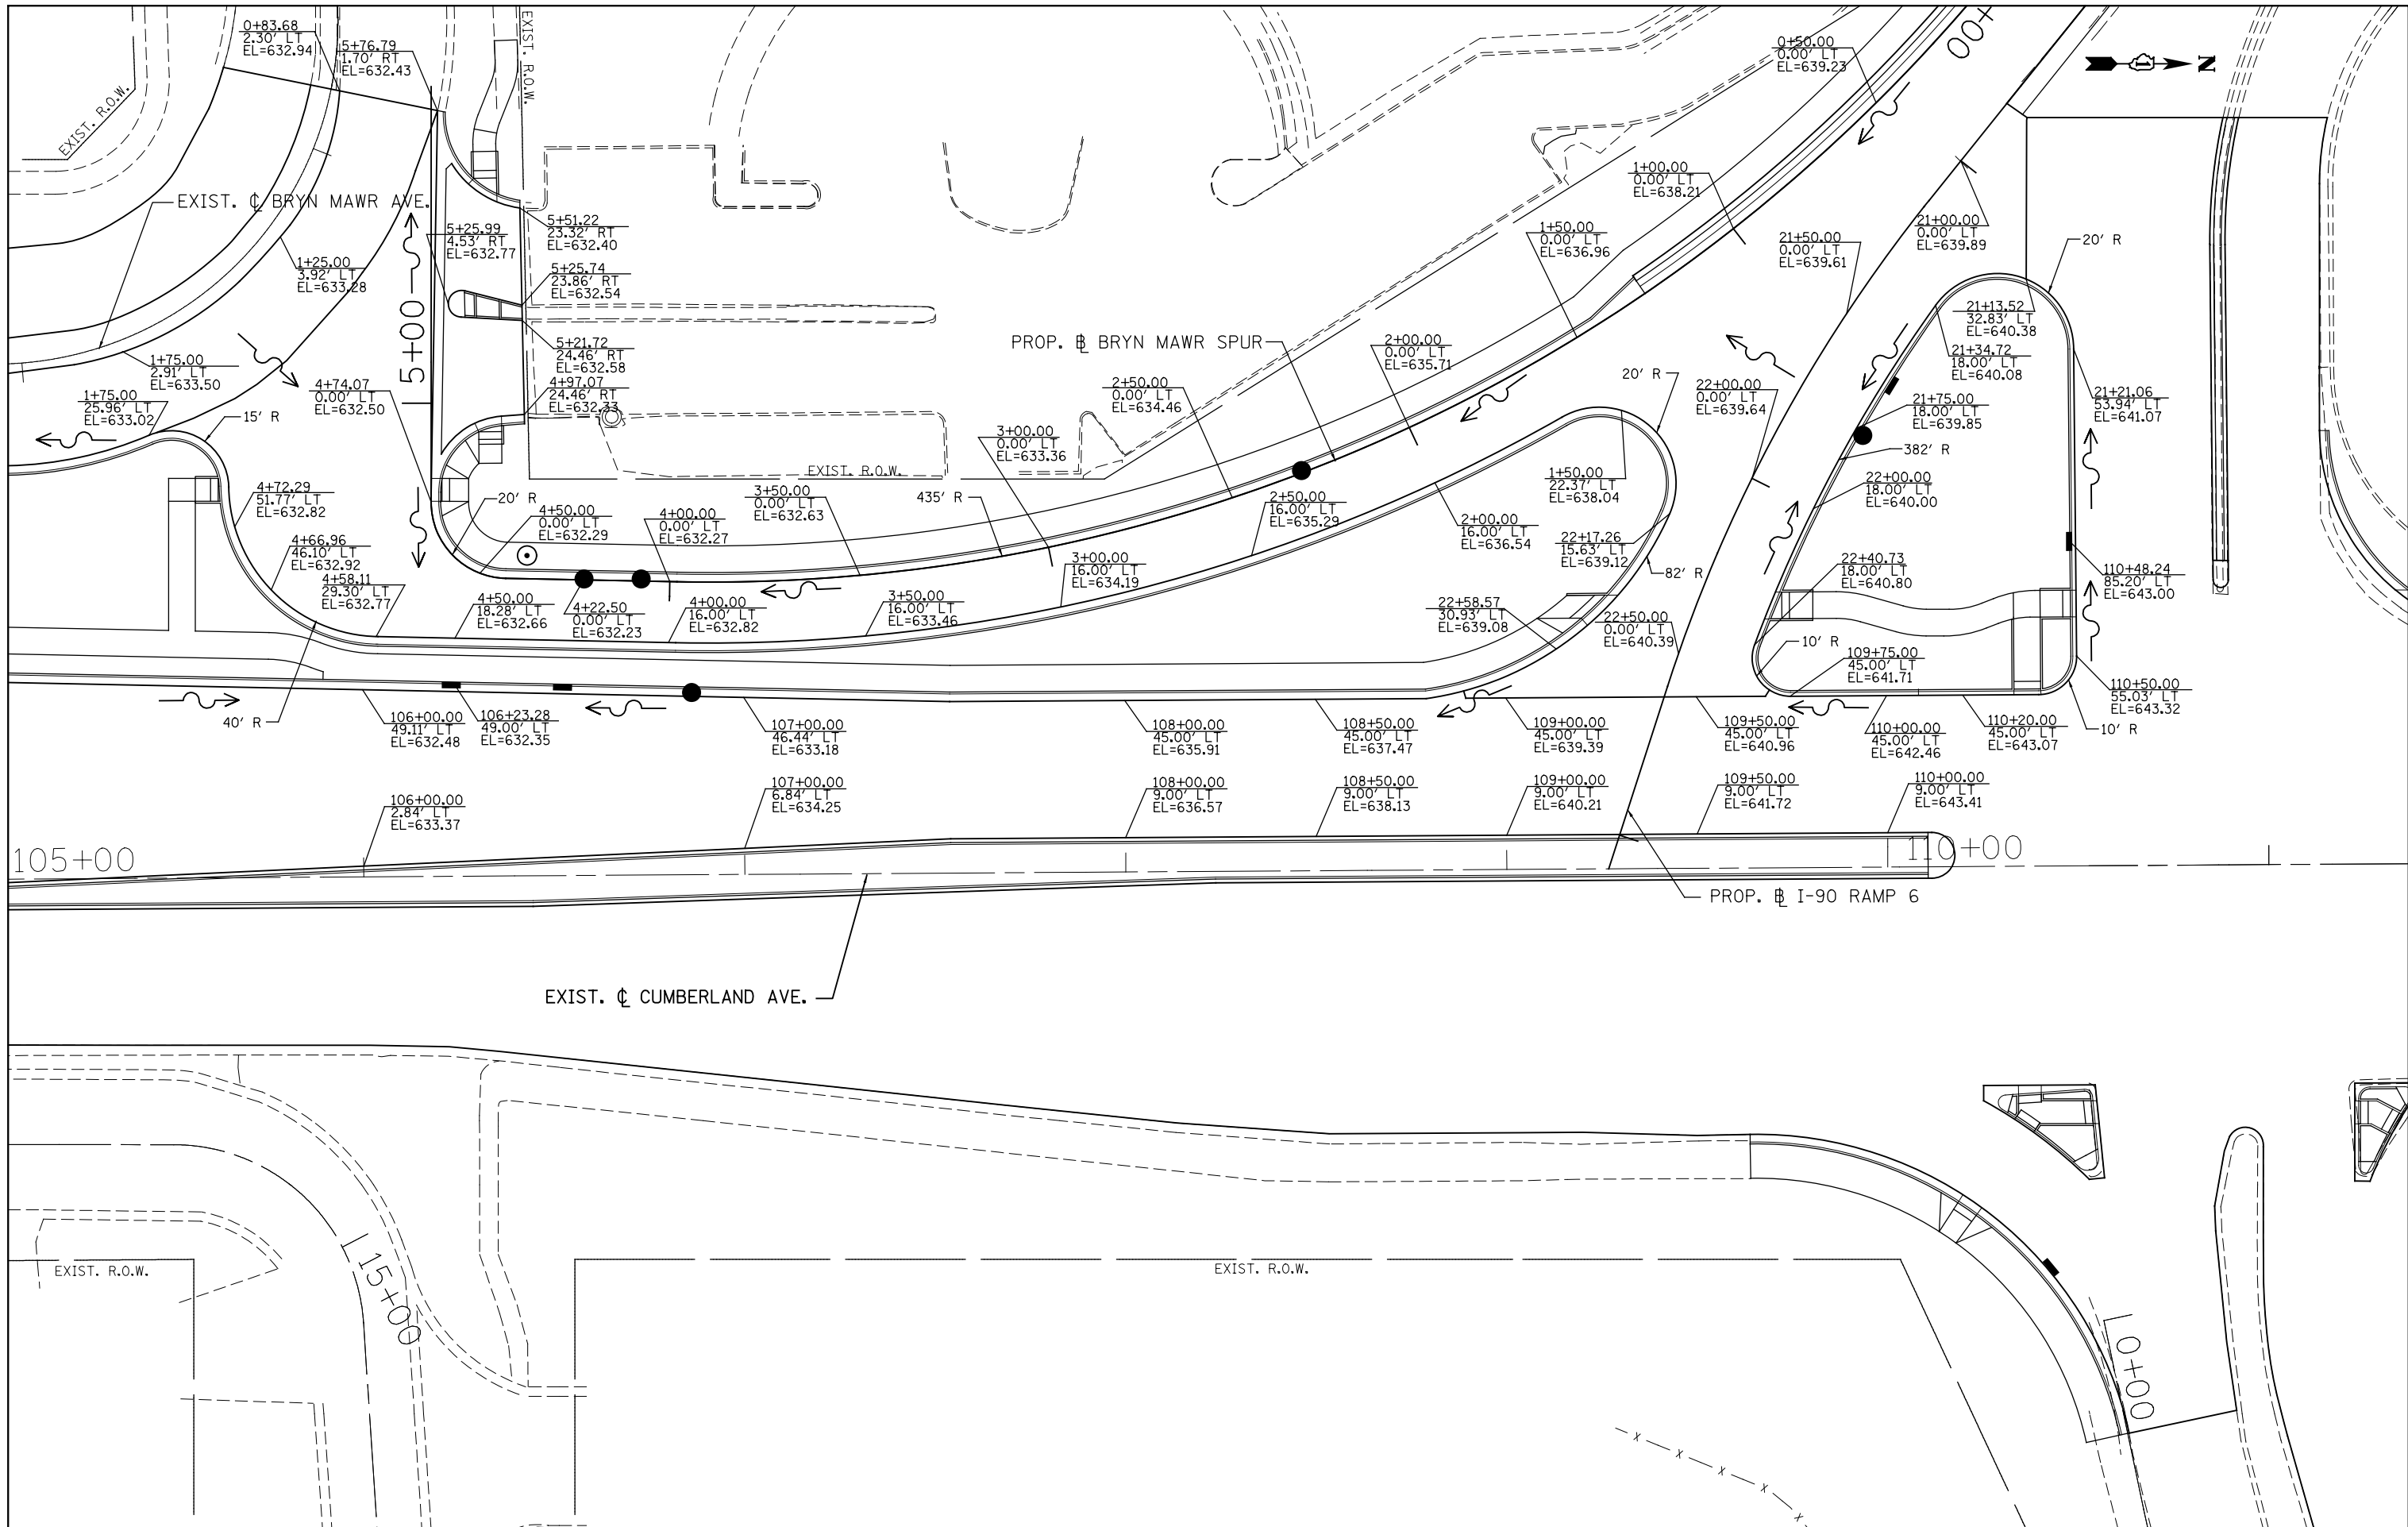 0+83.68
2.30' LT
EL=632.94
5+76.79
1.70' RT
EL=632.43
EXIST. R.O.W.
EXIST. R.O.W.
0+50.00
0.00' LT
EL=639.23
00+
N
EXIST. ℄ BRYN MAWR AVE.
1+00.00
0.00' LT
EL=638.21
5+25.99
4.53' RT
EL=632.77
5+51.22
23.32' RT
EL=632.40
1+50.00
0.00' LT
EL=636.96
21+00.00
0.00' LT
EL=639.89
21+50.00
0.00' LT
EL=639.61
20' R
1+25.00
3.92' LT
EL=633.28
5+25.74
23.86' RT
EL=632.54
15+00
21+13.52
32.83' LT
EL=640.38
PROP. BL BRYN MAWR SPUR
5+21.72
24.46' RT
EL=632.58
2+00.00
0.00' LT
EL=635.71
21+34.72
18.00' LT
EL=640.08
1+75.00
2.91' LT
EL=633.50
4+74.07
0.00' LT
EL=632.50
4+97.07
24.46' RT
EL=632.33
2+50.00
0.00' LT
EL=634.46
20' R
22+00.00
0.00' LT
EL=639.64
21+75.00
18.00' LT
EL=639.85
21+21.06
53.94' LT
EL=641.07
1+75.00
25.96' LT
EL=633.02
15' R
3+00.00
0.00' LT
EL=633.36
382' R
EXIST. R.O.W.
1+50.00
22.37' LT
EL=638.04
22+00.00
18.00' LT
EL=640.00
4+72.29
51.77' LT
EL=632.82
20' R
3+50.00
0.00' LT
EL=632.63
435' R
2+50.00
16.00' LT
EL=635.29
4+50.00
0.00' LT
EL=632.29
4+00.00
0.00' LT
EL=632.27
2+00.00
16.00' LT
EL=636.54
22+17.26
15.63' LT
EL=639.12
4+66.96
46.10' LT
EL=632.92
3+00.00
16.00' LT
EL=634.19
82' R
22+40.73
18.00' LT
EL=640.80
110+48.24
85.20' LT
EL=643.00
4+58.11
29.30' LT
EL=632.77
4+50.00
18.28' LT
EL=632.66
4+22.50
0.00' LT
EL=632.23
4+00.00
16.00' LT
EL=632.82
3+50.00
16.00' LT
EL=633.46
22+58.57
30.93' LT
EL=639.08
22+50.00
0.00' LT
EL=640.39
10' R
109+75.00
45.00' LT
EL=641.71
110+50.00
55.03' LT
EL=643.32
40' R
106+00.00
49.11' LT
EL=632.48
106+23.28
49.00' LT
EL=632.35
107+00.00
46.44' LT
EL=633.18
108+00.00
45.00' LT
EL=635.91
108+50.00
45.00' LT
EL=637.47
109+00.00
45.00' LT
EL=639.39
109+50.00
45.00' LT
EL=640.96
110+00.00
45.00' LT
EL=642.46
110+20.00
45.00' LT
EL=643.07
10' R
106+00.00
2.84' LT
EL=633.37
107+00.00
6.84' LT
EL=634.25
108+00.00
9.00' LT
EL=636.57
108+50.00
9.00' LT
EL=638.13
109+00.00
9.00' LT
EL=640.21
109+50.00
9.00' LT
EL=641.72
110+00.00
9.00' LT
EL=643.41
105+00
110+00
PROP. BL I-90 RAMP 6
EXIST. ℄ CUMBERLAND AVE.
EXIST. R.O.W.
EXIST. R.O.W.
115+00
10+00
x
x
x
x
x